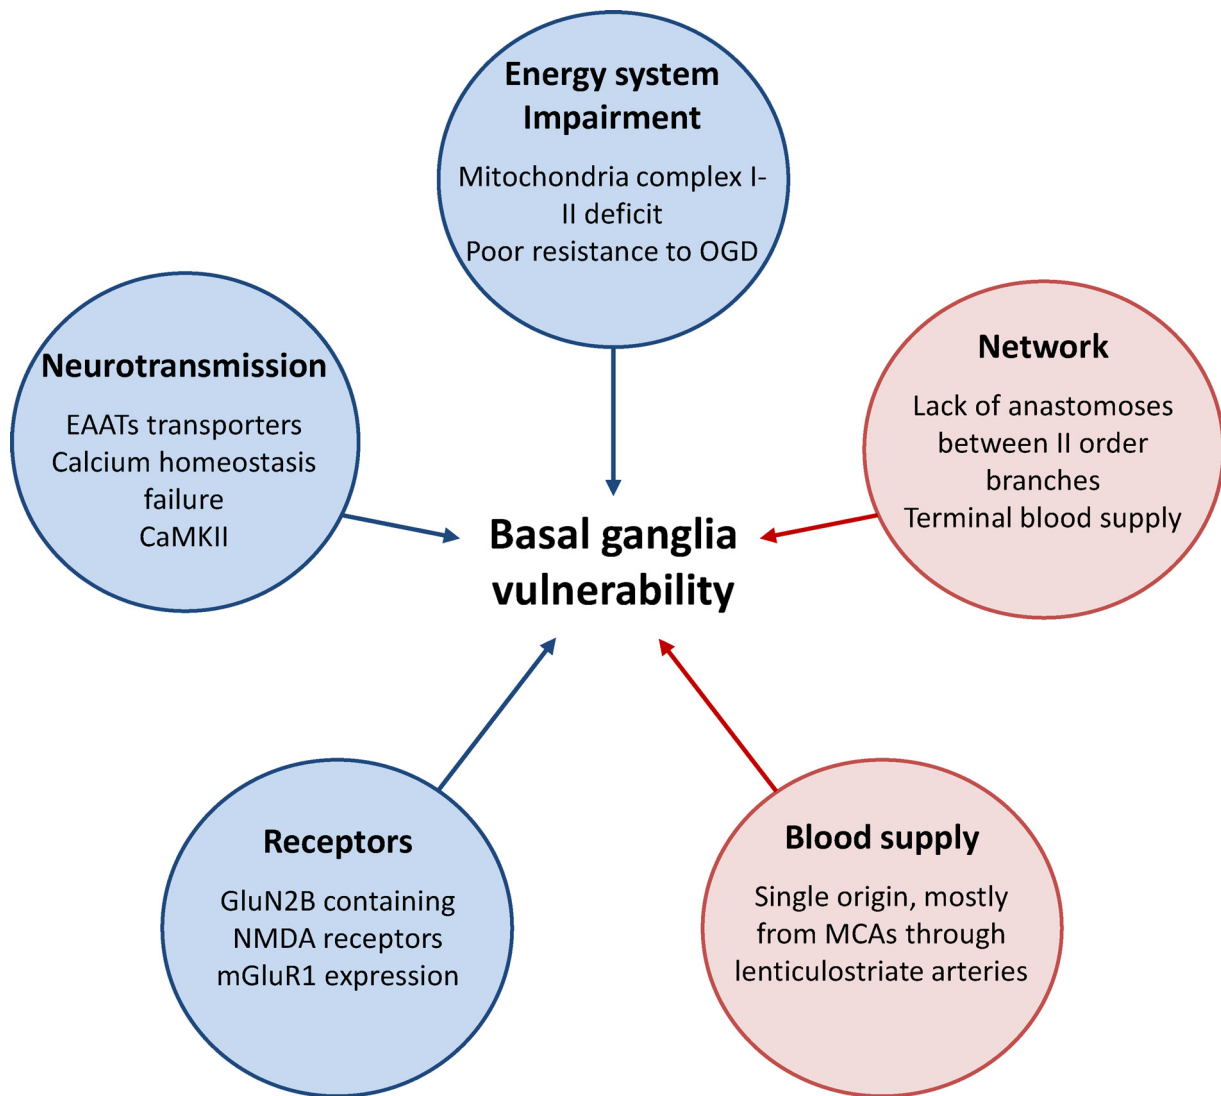 Energy system
Impairment
Mitochondria complex I-
II deficit
Poor resistance to OGD
Neurotransmission
EAATs transporters
Calcium homeostasis
failure
CaMKII
Network
Lack of anastomoses
between II order
branches
Terminal blood supply
Basal ganglia
vulnerability
Receptors
GluN2B containing
NMDA receptors
mGluR1 expression
Blood supply
Single origin, mostly
from MCAs through
lenticulostriate arteries